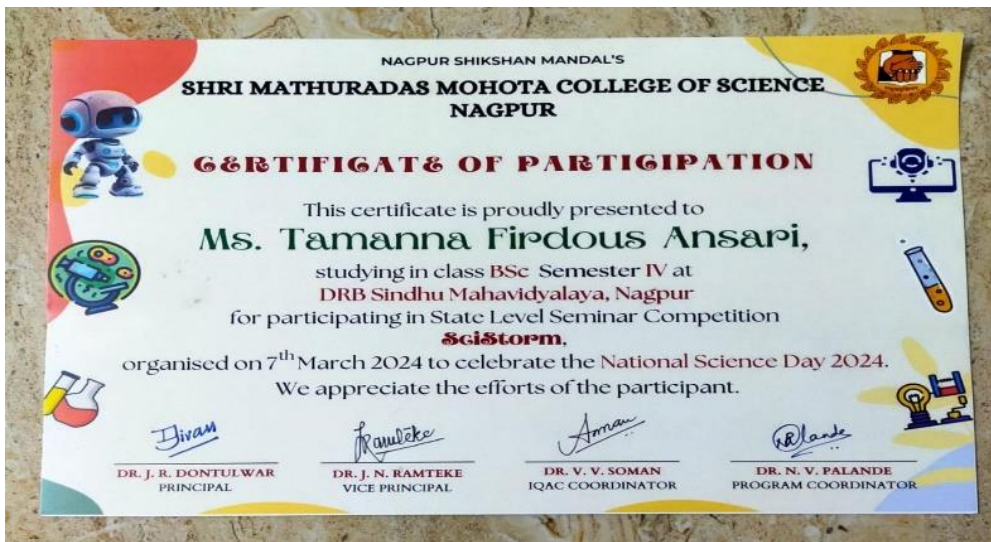 NAGPUR SHIKSHAN MANDAL'S
SHRI MATHURADAS MOHOTA COLLEGE OF SCIENCE
NAGPUR
CERTIFICATE OF PARTICIPATION
This certificate is proudly presented to
Ms. Tamanna Firdous Ansari,
studying in class BSc Semester IV at
DRB Sindhu Mahavidyalaya, Nagpur
for participating in State Level Seminar Competition
SciStorm,
organised on 7th March 2024 to celebrate the National Science Day 2024.
We appreciate the efforts of the participant.
DR. J. R. DONTULWAR
PRINCIPAL
DR. J. N. RAMTEKE
VICE PRINCIPAL
DR. V. V. SOMAN
IQAC COORDINATOR
DR. N. V. PALANDE
PROGRAM COORDINATOR